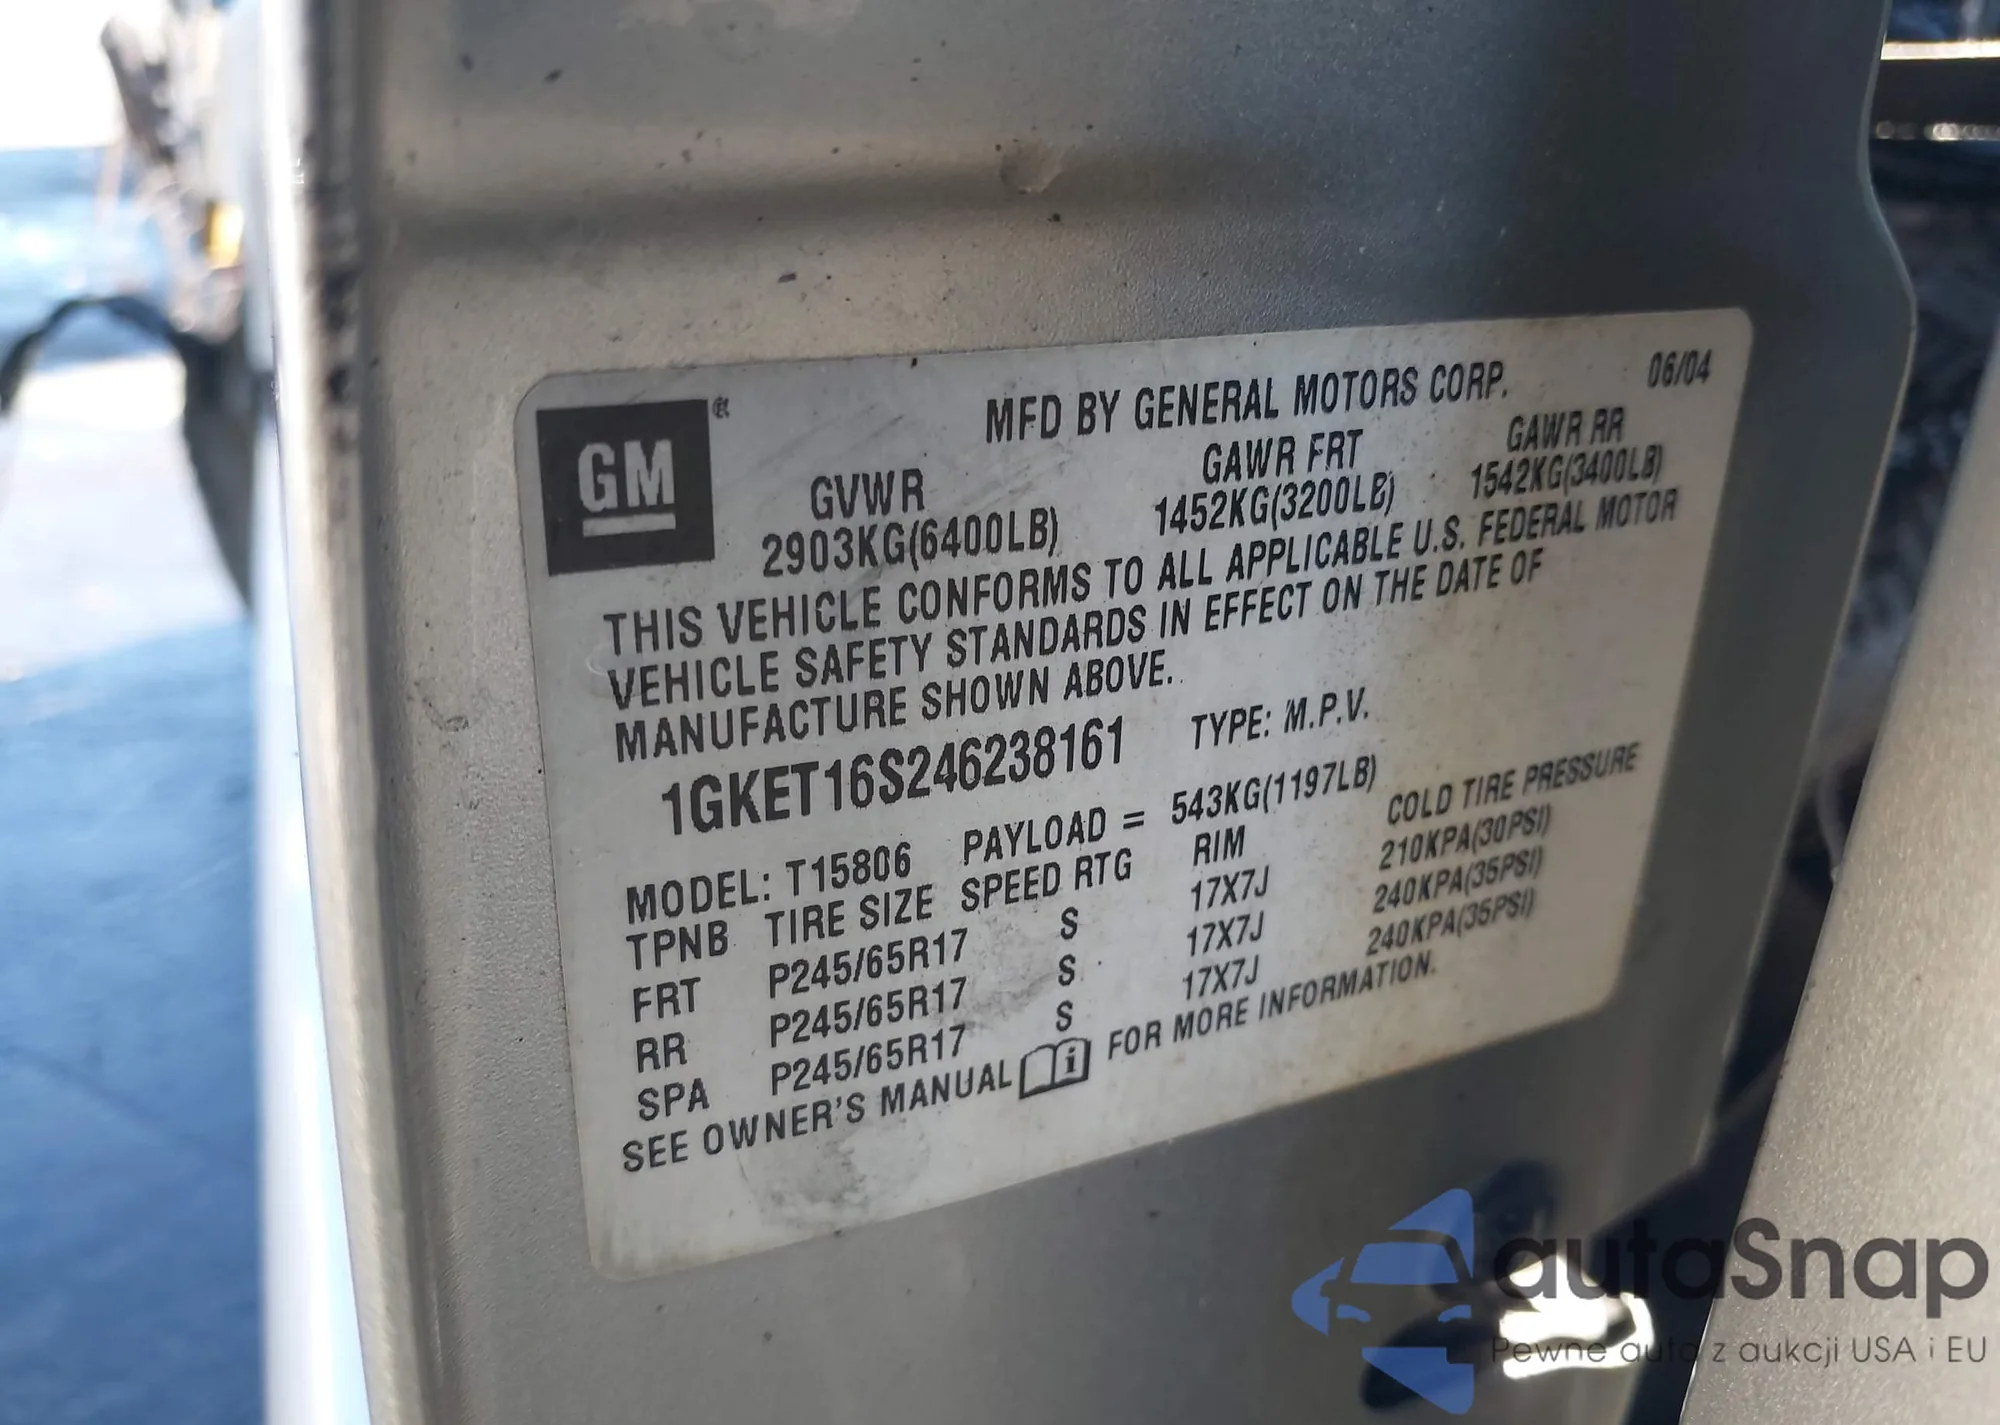 GM
MFD BY GENERAL MOTORS CORP. 06/04
GVWR GAWR FRT GAWR RR
2903KG(6400LB) 1452KG(3200LB) 1542KG(3400LB)
THIS VEHICLE CONFORMS TO ALL APPLICABLE U.S. FEDERAL MOTOR
VEHICLE SAFETY STANDARDS IN EFFECT ON THE DATE OF
MANUFACTURE SHOWN ABOVE.
1GKET16S246238161 TYPE: M.P.V.
MODEL: T15806 PAYLOAD = 543KG(1197LB)
TPNB TIRE SIZE SPEED RTG RIM COLD TIRE PRESSURE
FRT P245/65R17 S 17X7J 210KPA(30PSI)
RR P245/65R17 S 17X7J 240KPA(35PSI)
SPA P245/65R17 S 17X7J 240KPA(35PSI)
SEE OWNER'S MANUAL FOR MORE INFORMATION.
autaSnap
Pewne auta z aukcji USA i EU